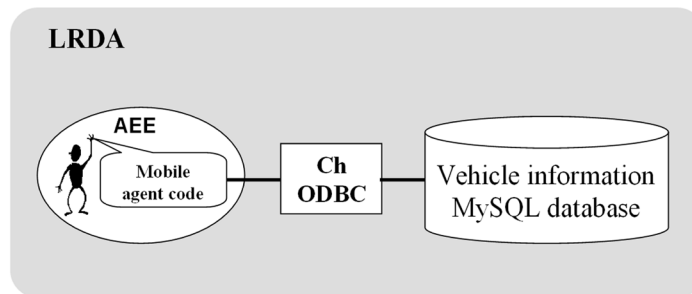 LRDA
AEE
Mobile
agent code
Ch
ODBC
Vehicle information
MySQL database